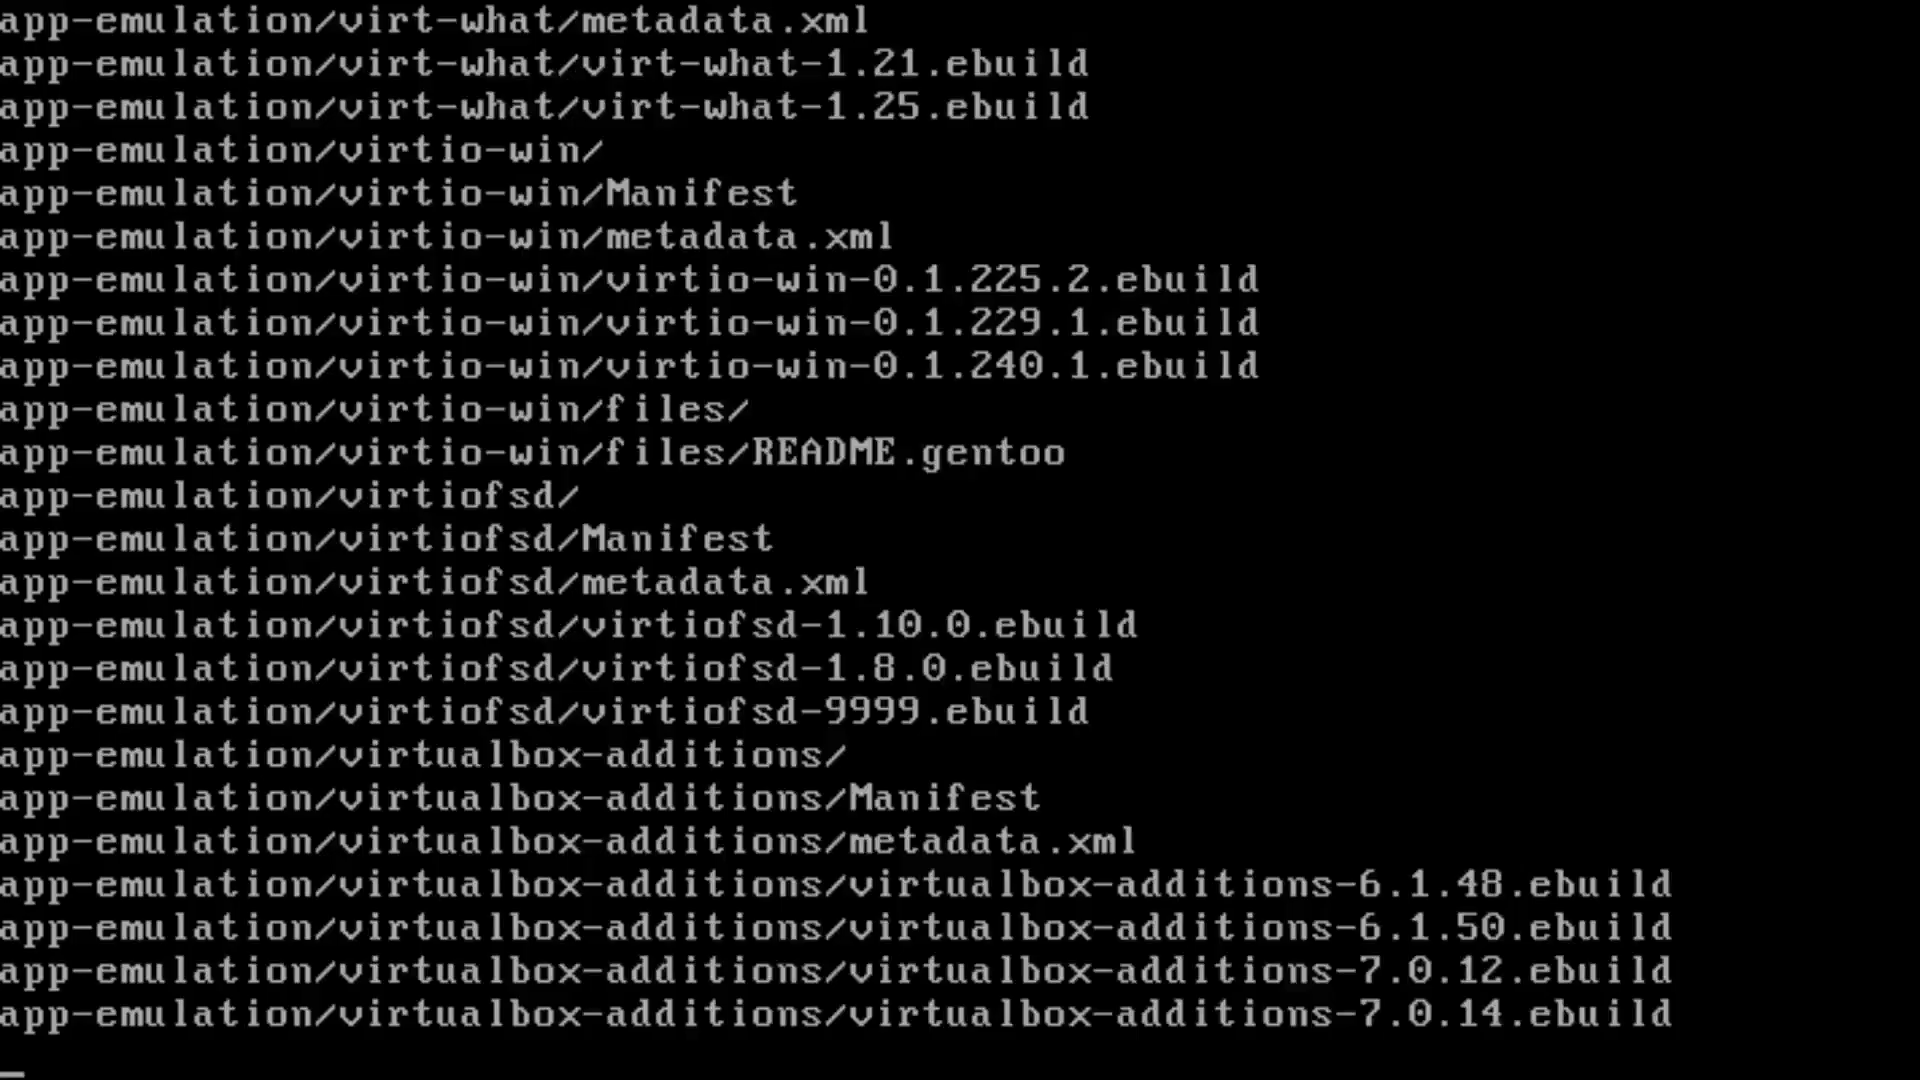 app-emulation/virt-what/metadata.xml
app-emulation/virt-what/virt-what-1.21.ebuild
app-emulation/virt-what/virt-what-1.25.ebuild
app-emulation/virtio-win/
app-emulation/virtio-win/Manifest
app-emulation/virtio-win/metadata.xml
app-emulation/virtio-win/virtio-win-0.1.225.2.ebuild
app-emulation/virtio-win/virtio-win-0.1.229.1.ebuild
app-emulation/virtio-win/virtio-win-0.1.240.1.ebuild
app-emulation/virtio-win/files/
app-emulation/virtio-win/files/README.gentoo
app-emulation/virtiofsd/
app-emulation/virtiofsd/Manifest
app-emulation/virtiofsd/metadata.xml
app-emulation/virtiofsd/virtiofsd-1.10.0.ebuild
app-emulation/virtiofsd/virtiofsd-1.8.0.ebuild
app-emulation/virtiofsd/virtiofsd-9999.ebuild
app-emulation/virtualbox-additions/
app-emulation/virtualbox-additions/Manifest
app-emulation/virtualbox-additions/metadata.xml
app-emulation/virtualbox-additions/virtualbox-additions-6.1.48.ebuild
app-emulation/virtualbox-additions/virtualbox-additions-6.1.50.ebuild
app-emulation/virtualbox-additions/virtualbox-additions-7.0.12.ebuild
app-emulation/virtualbox-additions/virtualbox-additions-7.0.14.ebuild